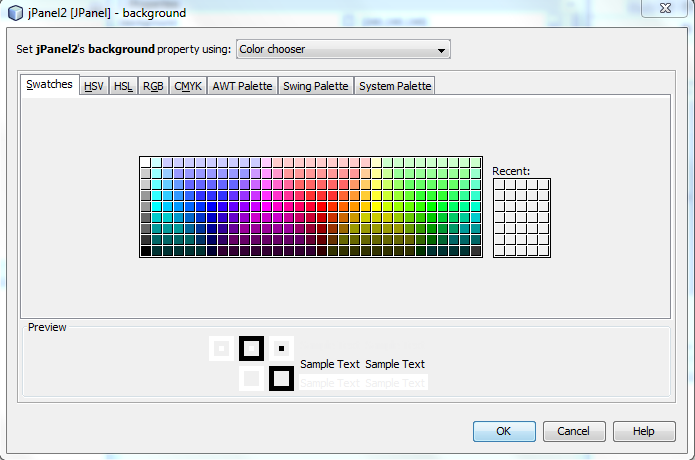 jPanel2 [JPanel] - background
Set jPanel2's background property using: Color chooser
Swatches HSV HSL RGB CMYK AWT Palette Swing Palette System Palette
Recent:
Preview
Sample Text Sample Text
Sample Text Sample Text
OK Cancel Help